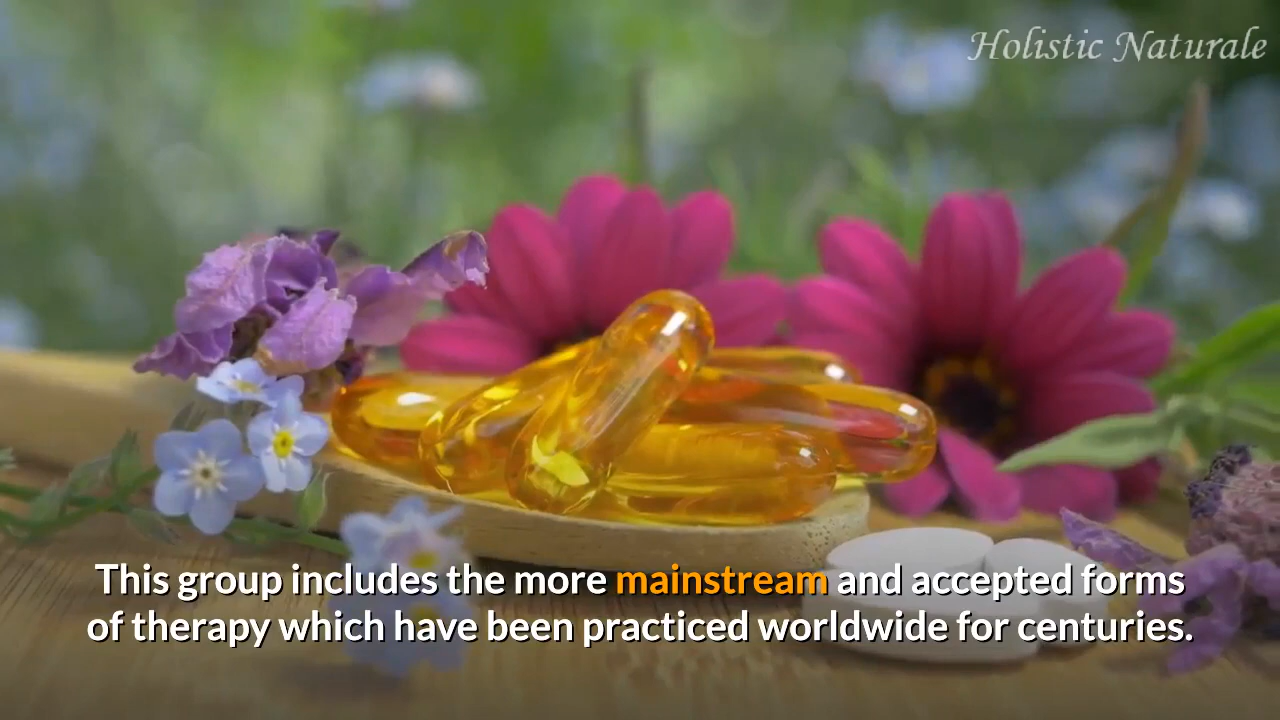 Holistic Naturale
This group includes the more mainstream and accepted forms
of therapy which have been practiced worldwide for centuries.